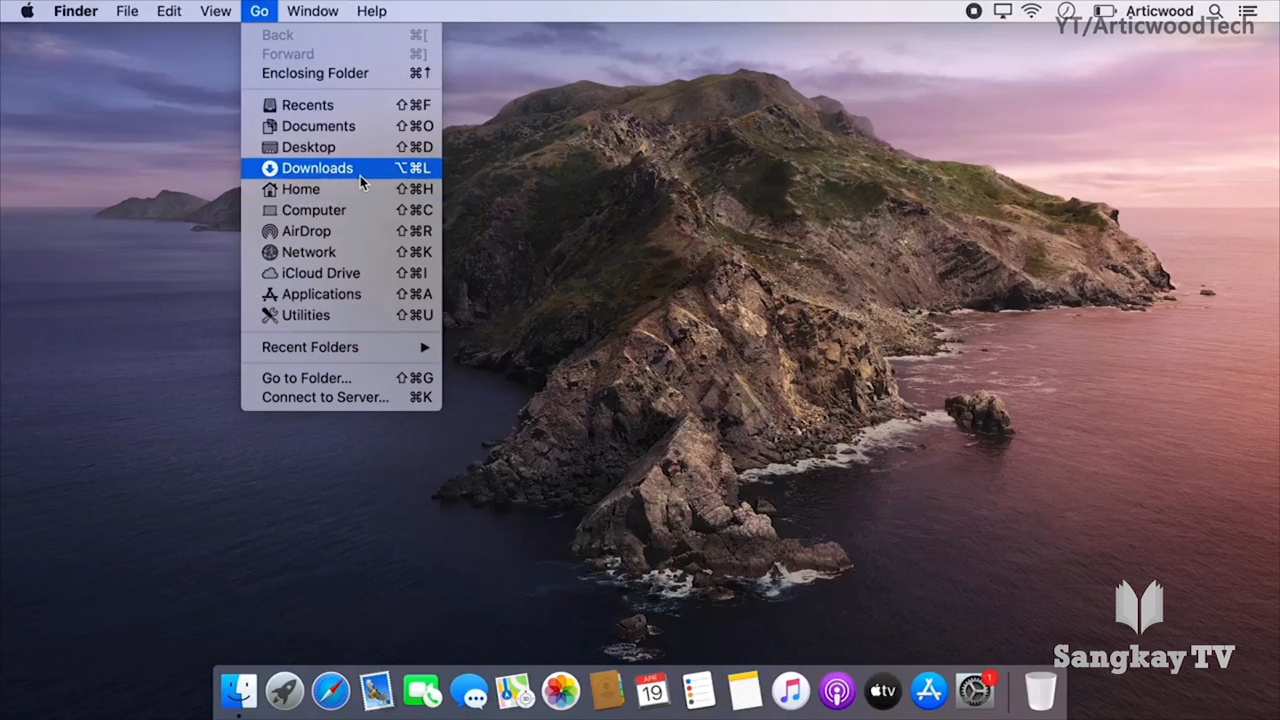 Finder File Edit View Go Window Help Articwood
YT/ArticwoodTech
Back ⌘[
Forward ⌘]
Enclosing Folder ⌘↑
Recents ⇧⌘F
Documents ⇧⌘O
Desktop ⇧⌘D
Downloads ⌥⌘L
Home ⇧⌘H
Computer ⇧⌘C
AirDrop ⇧⌘R
Network ⇧⌘K
iCloud Drive ⇧⌘I
Applications ⇧⌘A
Utilities ⇧⌘U
Recent Folders
Go to Folder... ⇧⌘G
Connect to Server... ⌘K
Sangkay TV
APR
19
tv
1